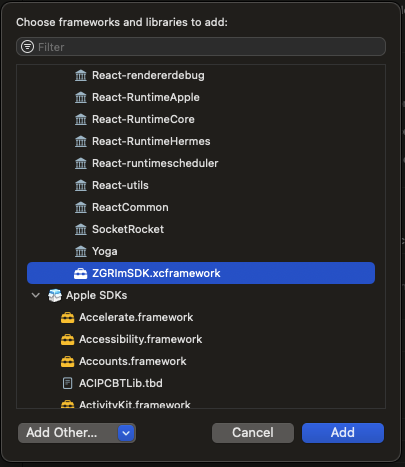 Choose frameworks and libraries to add:
Filter
React-rendererdebug
React-RuntimeApple
React-RuntimeCore
React-RuntimeHermes
React-runtimescheduler
React-utils
ReactCommon
SocketRocket
Yoga
ZGRImSDK.xcframework
Apple SDKs
Accelerate.framework
Accessibility.framework
Accounts.framework
ACIPCBTLib.tbd
ActivityKit.framework
Add Other...
Cancel
Add